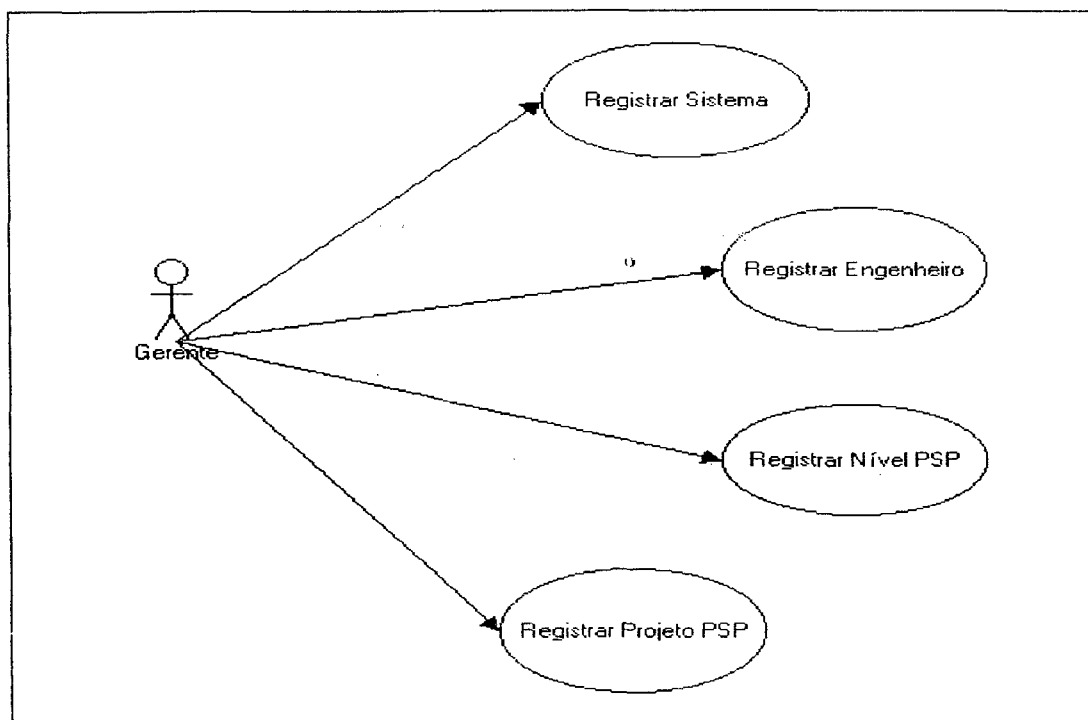 Registrar Sistema
Registrar Engenheiro
Gerente
Registrar Nível PSP
Registrar Projeto PSP